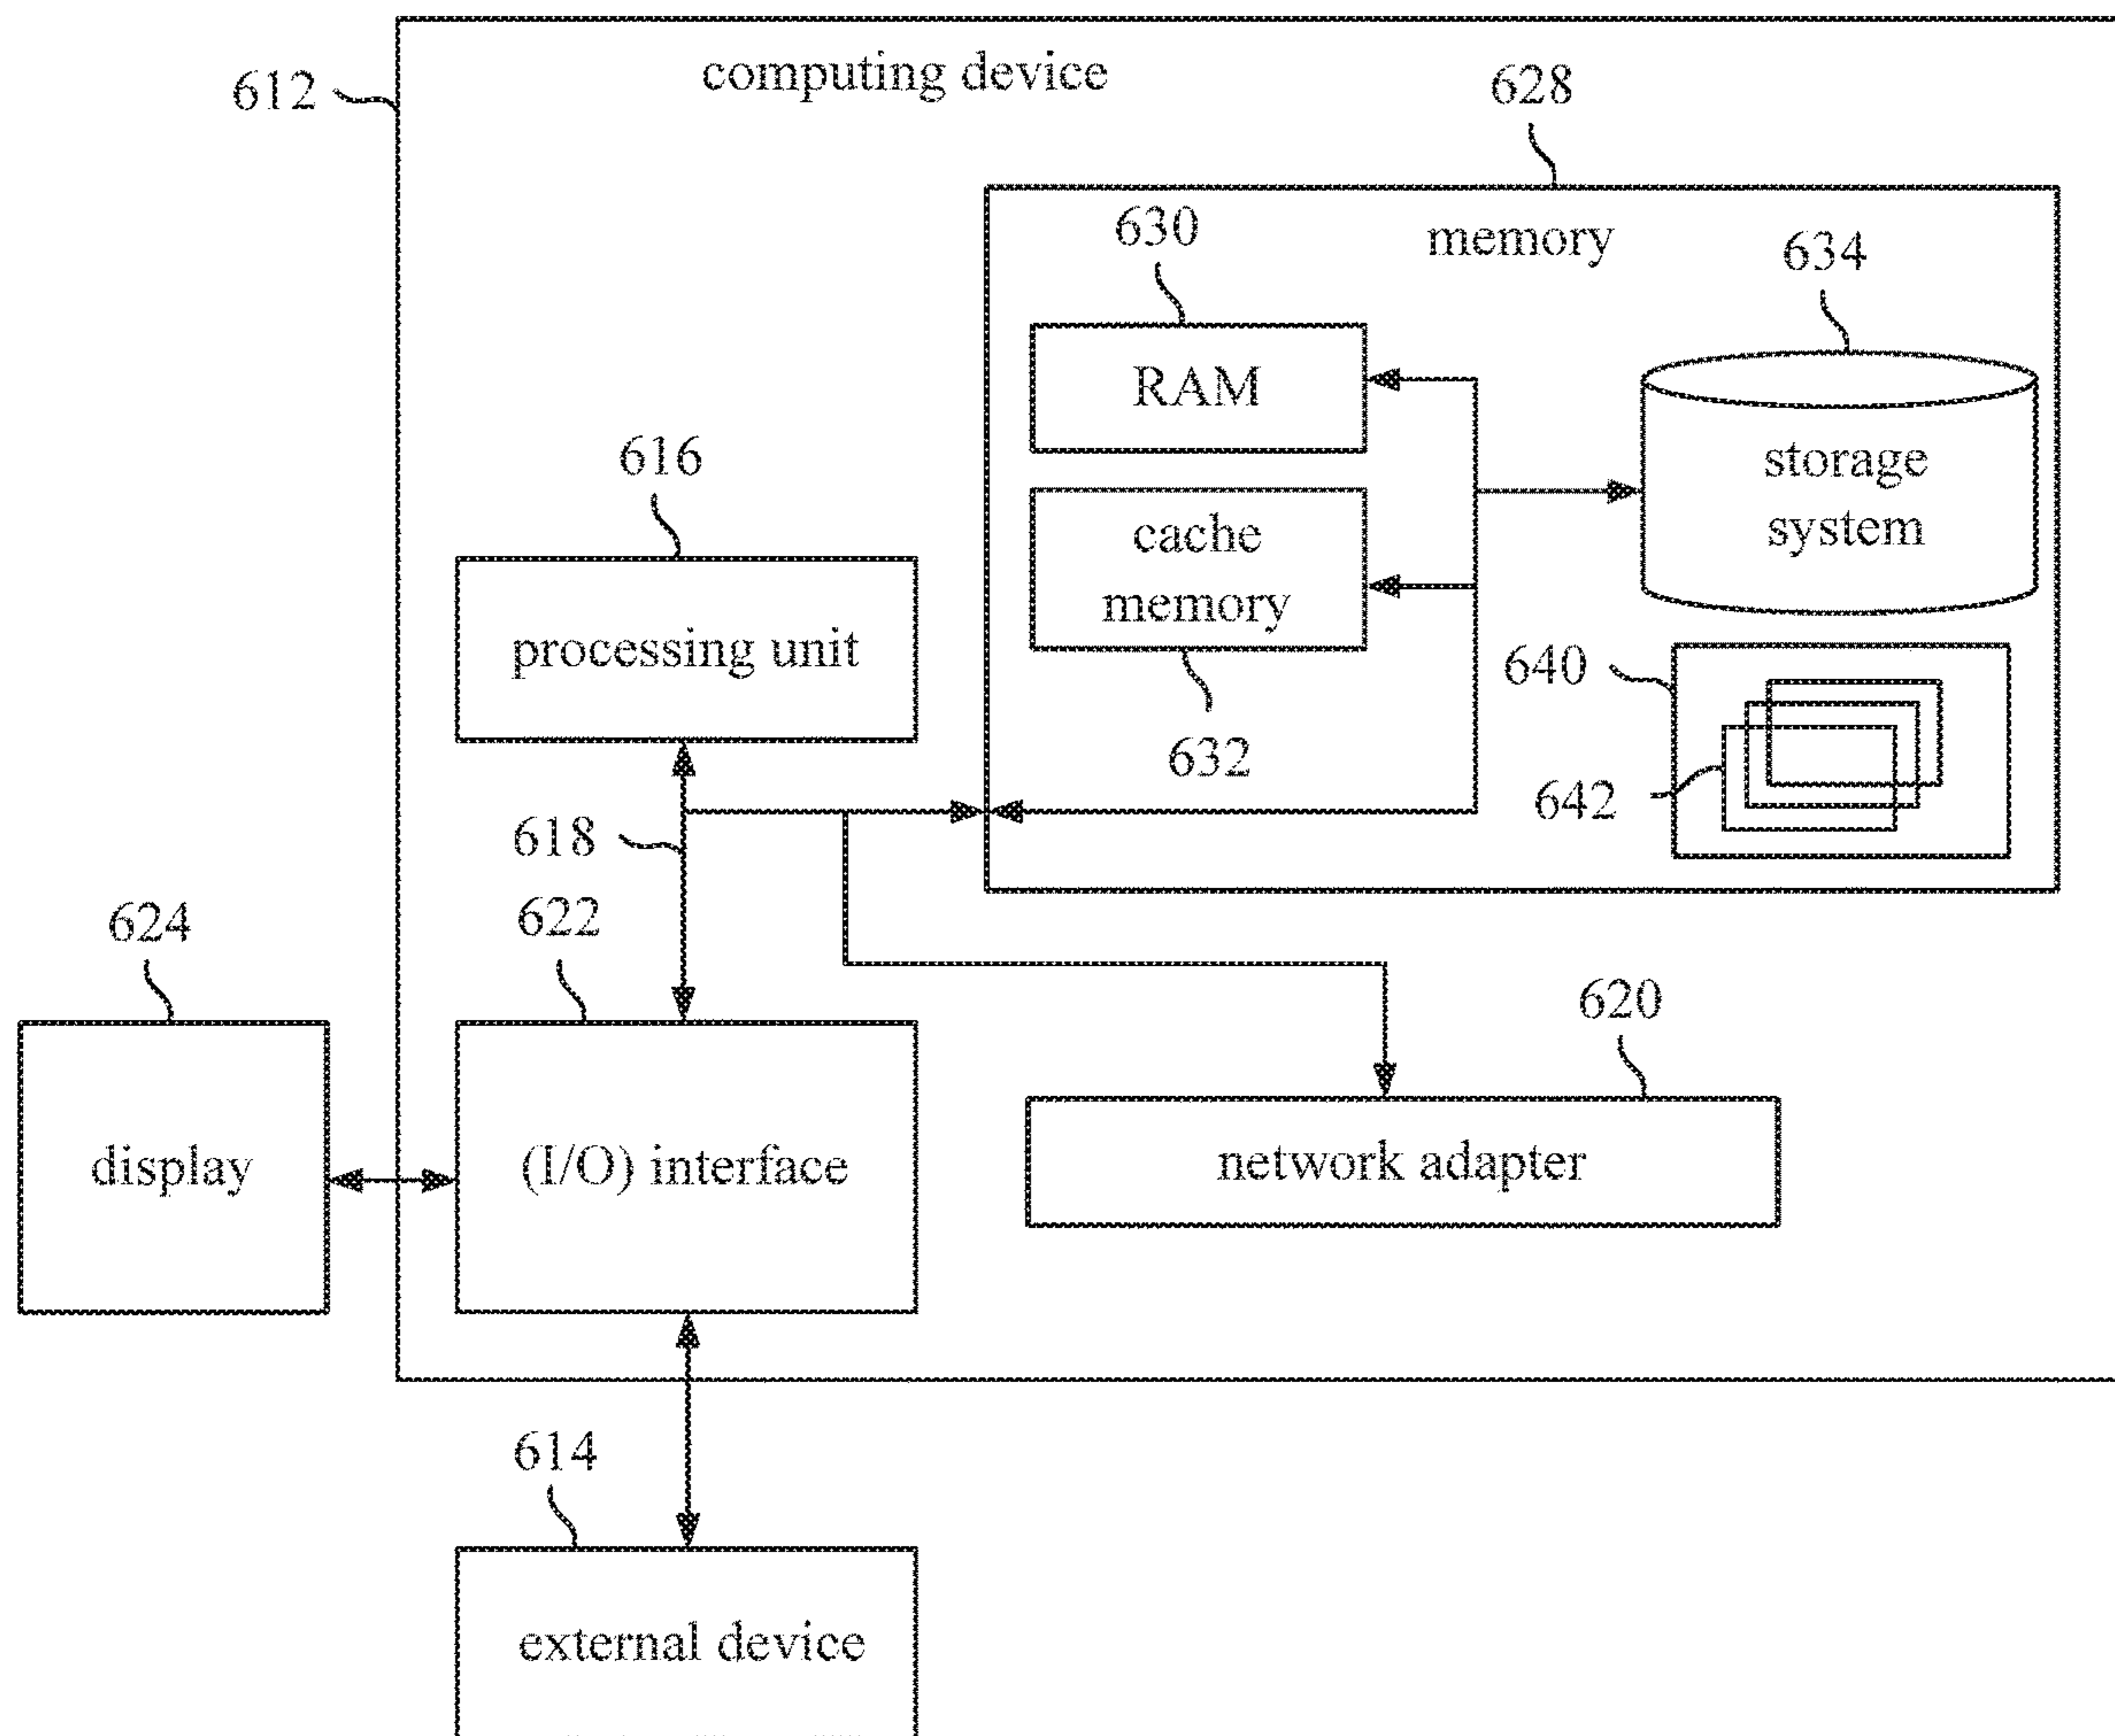 computing device
612
628
630
memory
634
RAM
616
storage
system
cache
memory
processing unit
640
632
642
618
622
624
620
display
(I/O) interface
network adapter
614
external device